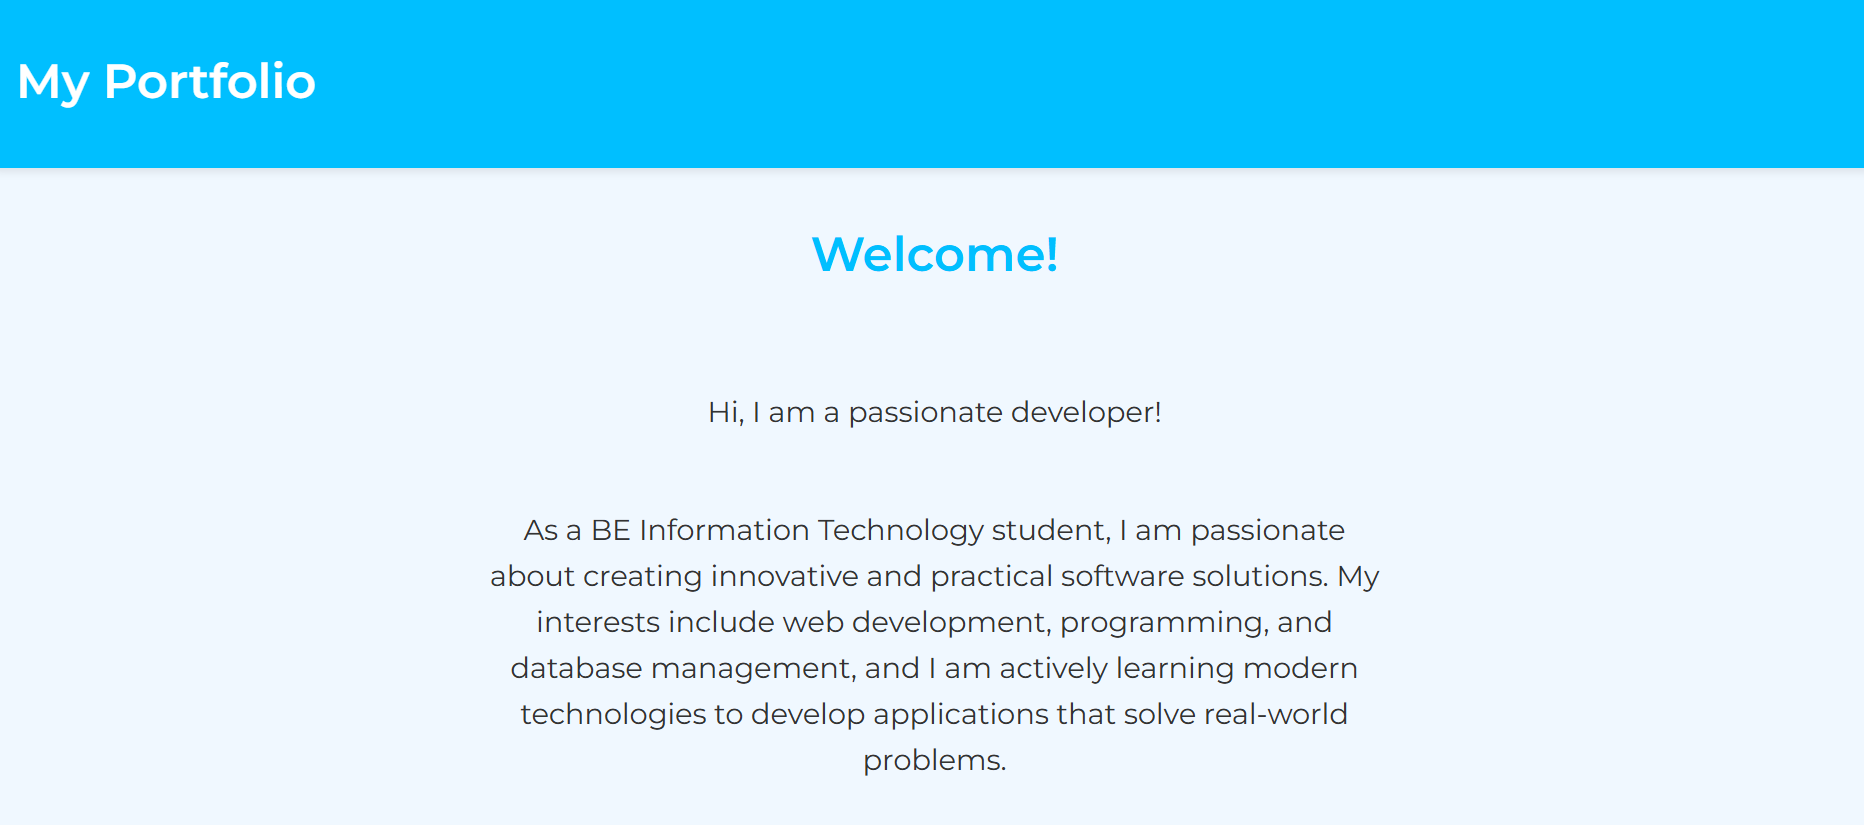 My Portfolio
Welcome!
Hi, I am a passionate developer!
As a BE Information Technology student, I am passionate
about creating innovative and practical software solutions. My
interests include web development, programming, and
database management, and I am actively learning modern
technologies to develop applications that solve real-world
problems.